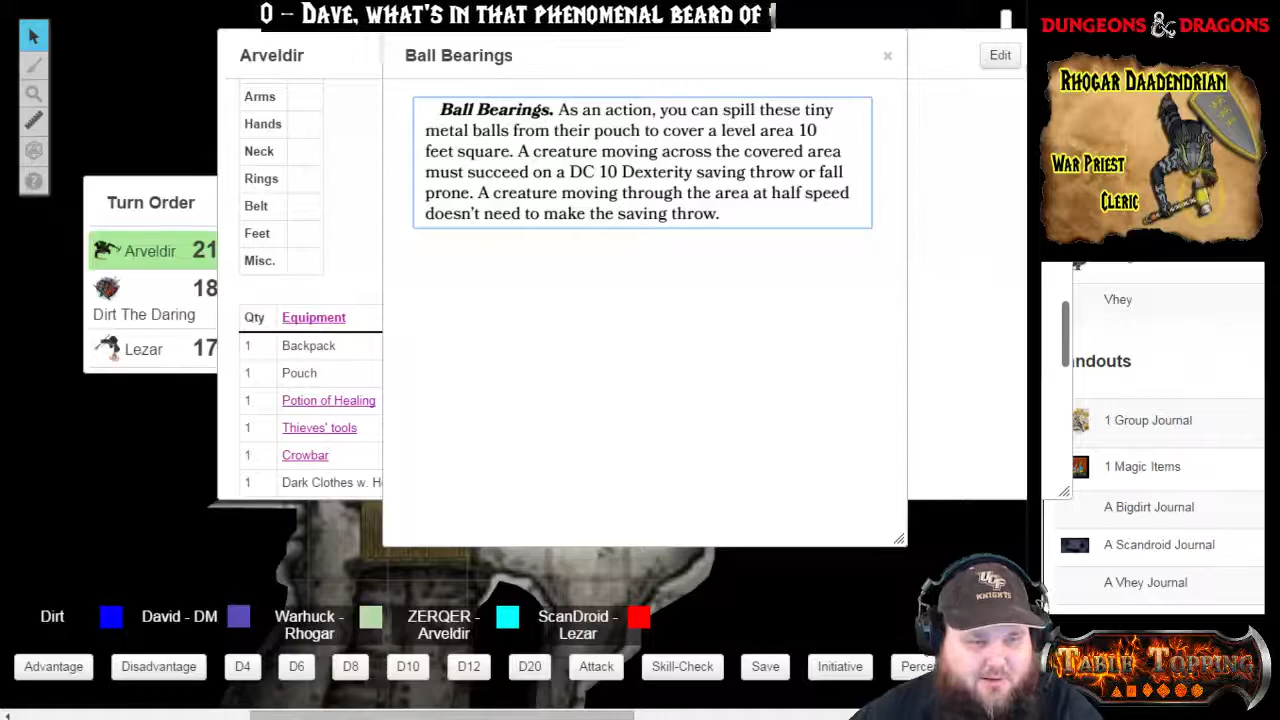 0 – Dave, what's in that phenomenal beard of
DUNGEONS & DRAGONS
Arveldir
Ball Bearings
×
Edit
Rhogar Daadendrian
War Priest
Cleric
Arms
Hands
Neck
Rings
Belt
Feet
Misc.
Ball Bearings. As an action, you can spill these tiny
metal balls from their pouch to cover a level area 10
feet square. A creature moving across the covered area
must succeed on a DC 10 Dexterity saving throw or fall
prone. A creature moving through the area at half speed
doesn't need to make the saving throw.
Turn Order
Arveldir 21
18
Dirt The Daring
Lezar 17
Qty Equipment
1 Backpack
1 Pouch
1 Potion of Healing
1 Thieves' tools
1 Crowbar
1 Dark Clothes w. H
Vhey
ndouts
1 Group Journal
1 Magic Items
A Bigdirt Journal
A Scandroid Journal
A Vhey Journal
UCF
KNIGHTS
Dirt
David - DM
Warhuck -
Rhogar
ZERQER -
Arveldir
ScanDroid -
Lezar
Advantage
Disadvantage
D4
D6
D8
D10
D12
D20
Attack
Skill-Check
Save
Initiative
Perce
TABLE TOPPING